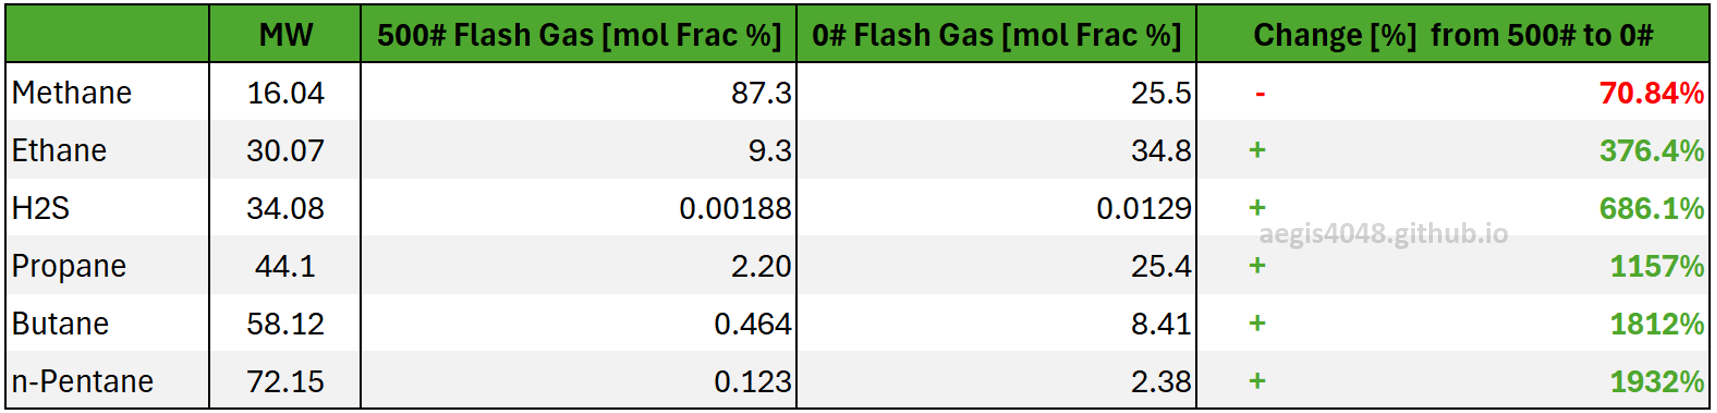 MW 500# Flash Gas [mol Frac %] 0# Flash Gas [mol Frac %] Change [%] from 500# to 0#
Methane 16.04 87.3 25.5 - 70.84%
Ethane 30.07 9.3 34.8 + 376.4%
H2S 34.08 0.00188 0.0129 + 686.1%
aegis4048.github.io
Propane 44.1 2.20 25.4 + 1157%
Butane 58.12 0.464 8.41 + 1812%
n-Pentane 72.15 0.123 2.38 + 1932%